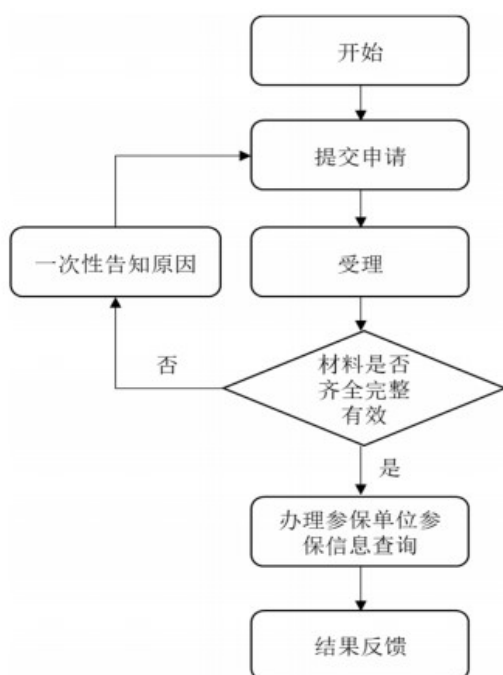 开始
提交申请
一次性告知原因
受理
材料是否
齐全完整
有效
否
是
办理参保单位参
保信息查询
结果反馈